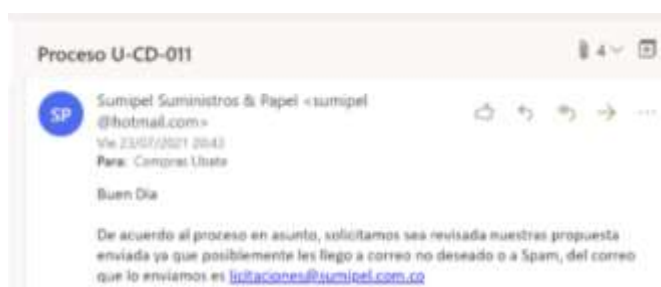 Proceso U-CD-011
4
SP
Sumipel Suministros & Papel <sumipel
@hotmail.com>
Vie 23/07/2021 20:43
Para: Compras Ubate
Buen Dia
De acuerdo al proceso en asunto, solicitamos sea revisada nuestras propuesta
enviada ya que posiblemente les llego a correo no deseado o a Spam, del correo
que lo enviamos es licitaciones@sumipel.com.co